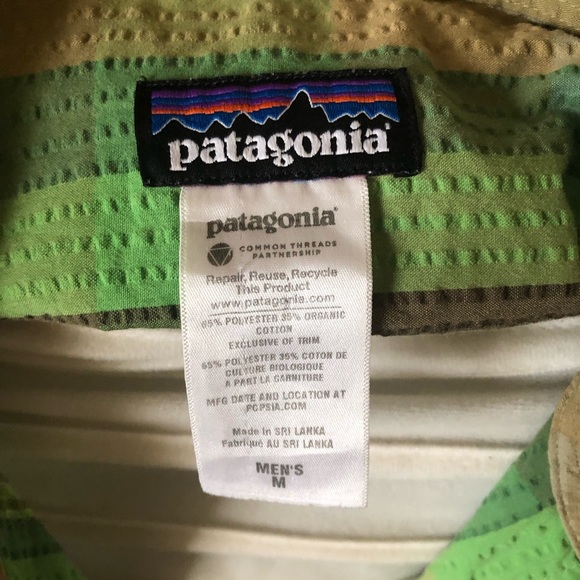 patagonia®
patagonia®
COMMON THREADS
PARTNERSHIP
Repair, Reuse, Recycle
This Product
www.patagonia.com
65% POLYESTER 35% ORGANIC
COTTON
EXCLUSIVE OF TRIM
65% POLYESTER 35% COTON DE
CULTURE BIOLOGIQUE
A PART LA GARNITURE
MFG DATE AND LOCATION AT
PCPSIA.COM
Made in SRI LANKA
Fabriqué AU SRI LANKA
MEN'S
M